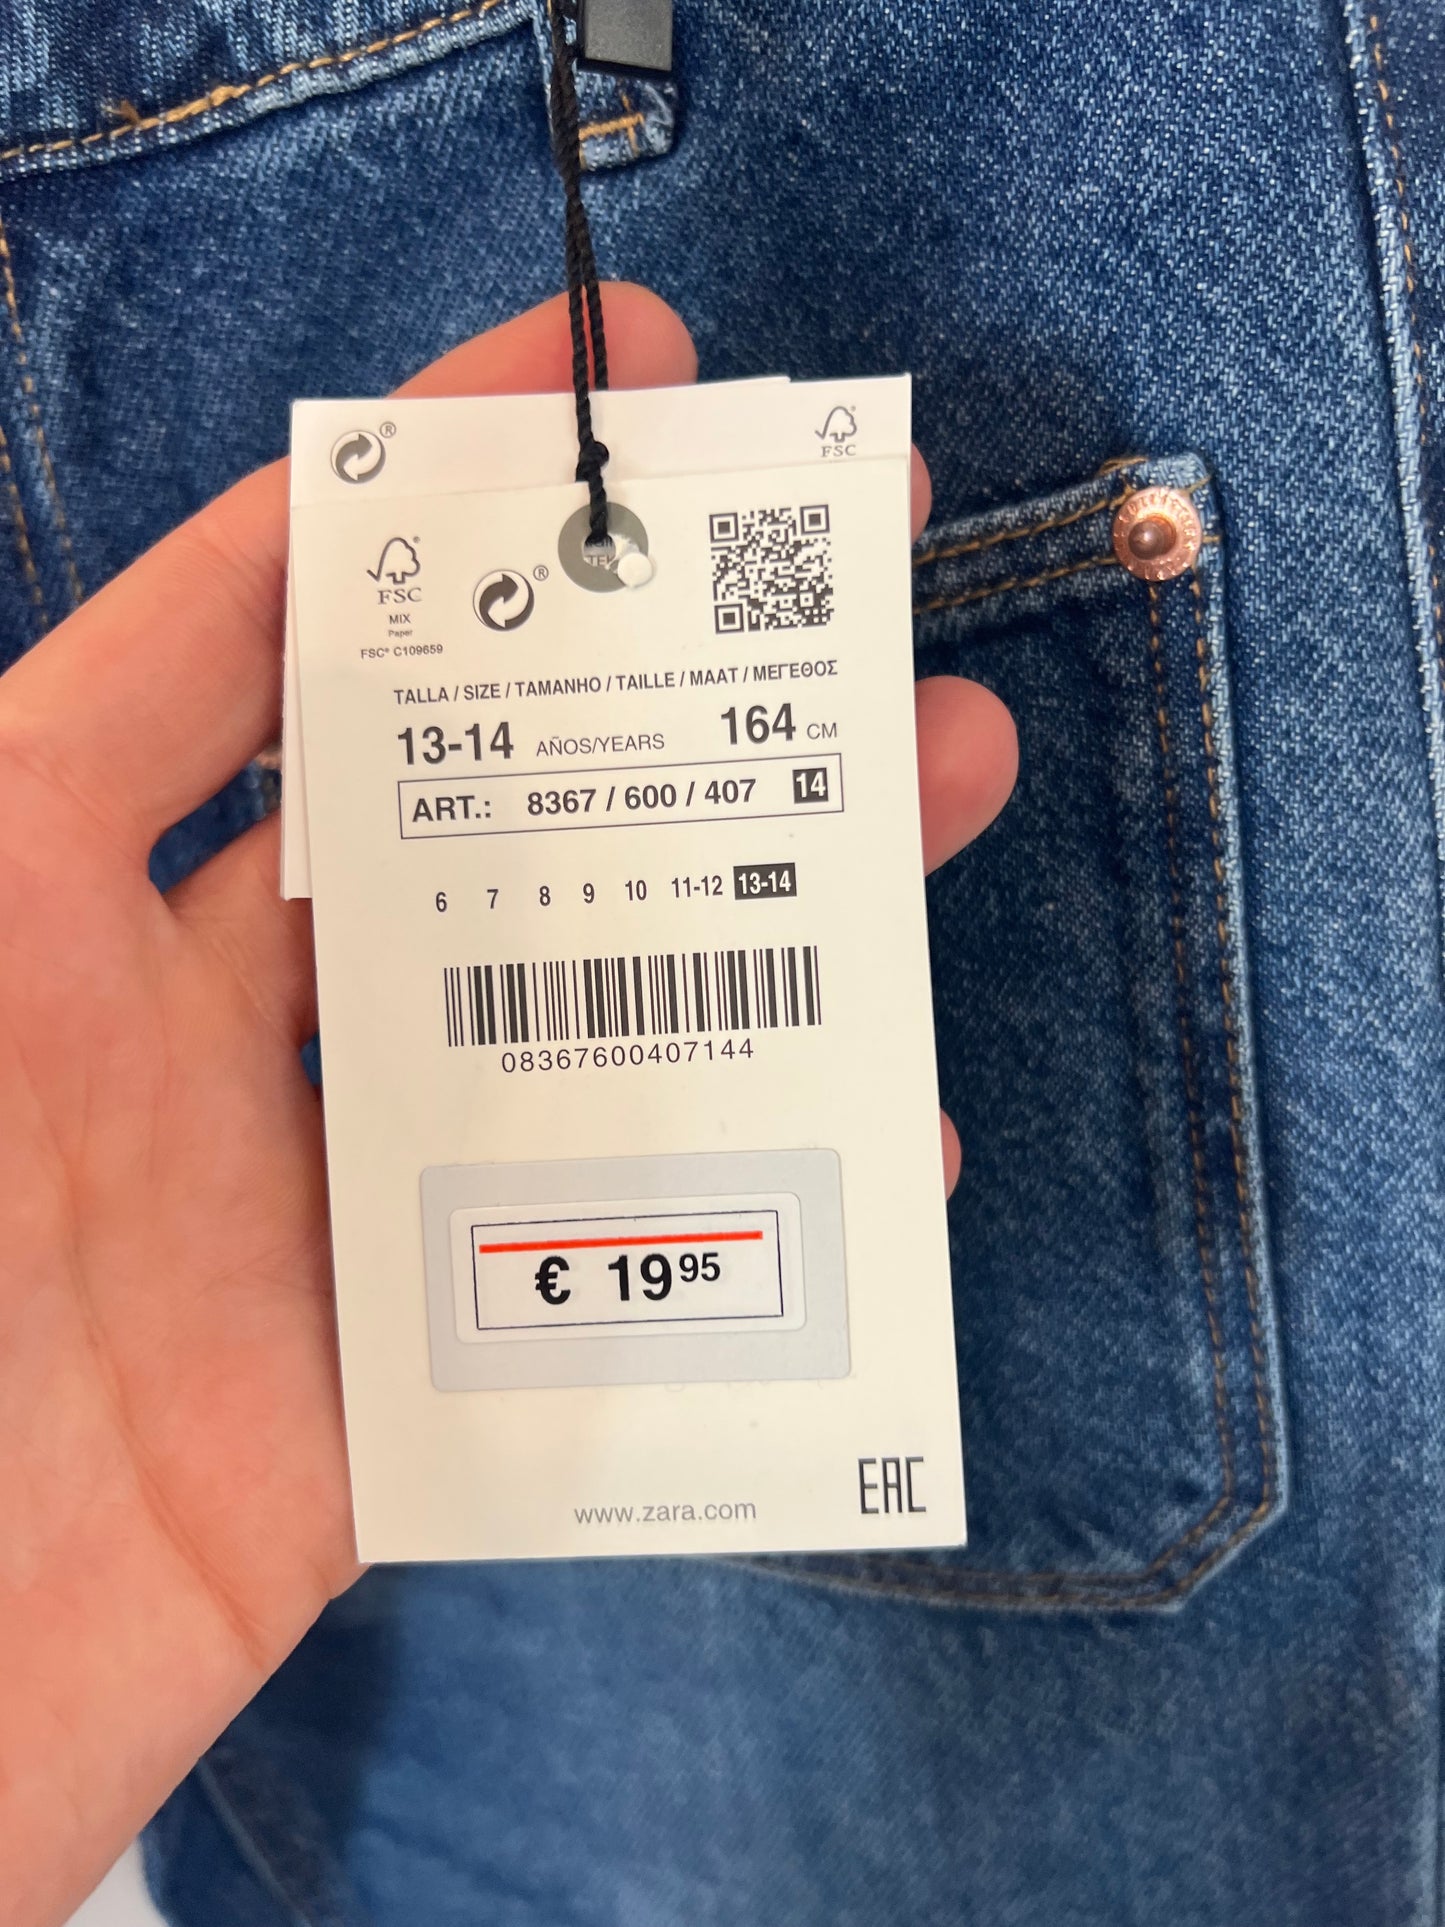 ®
FSC
®
FSC
MIX
Paper
FSC® C109659
TALLA / SIZE / TAMANHO / TAILLE / MAAT / ΜΕΓΕΘΟΣ
13-14 AÑOS/YEARS 164 CM
ART.: 8367 / 600 / 407 14
6 7 8 9 10 11-12 13-14
08367600407144
€ 19 95
www.zara.com
EAC